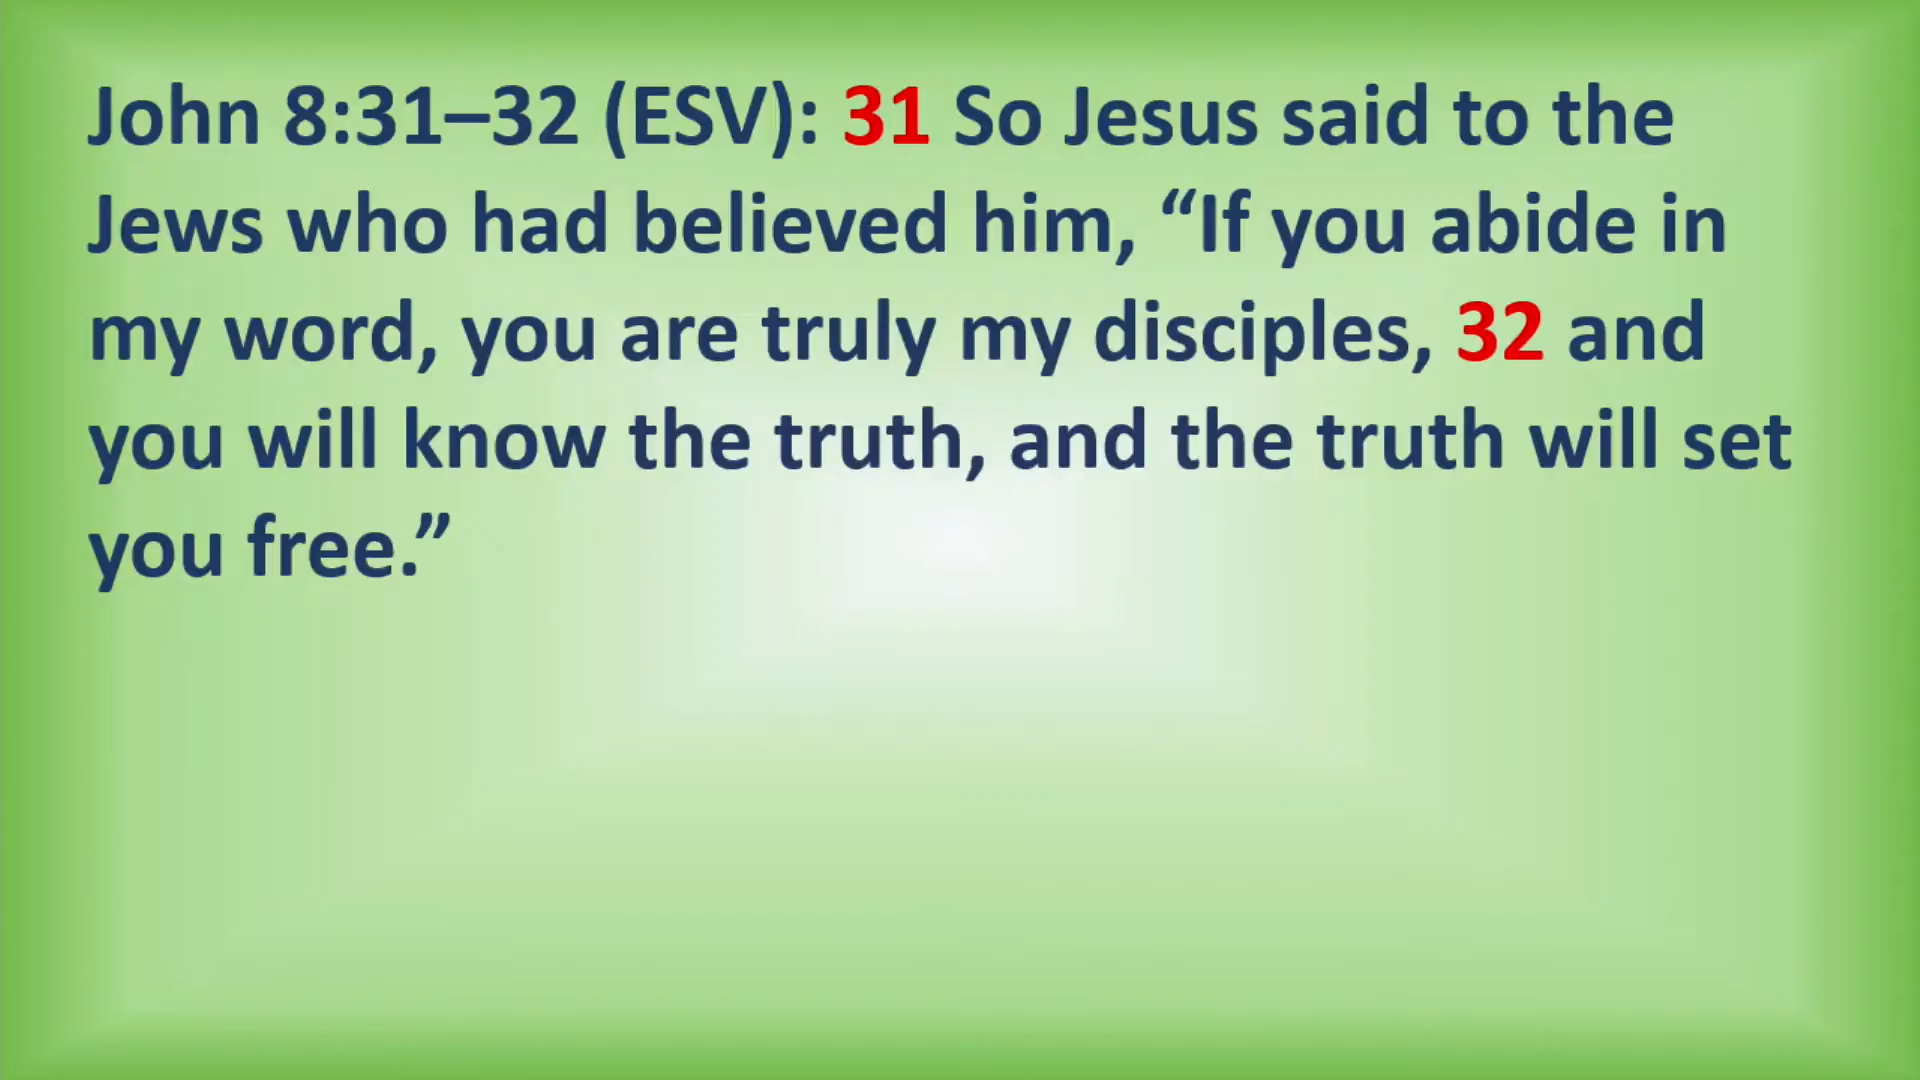 John 8:31–32 (ESV): 31 So Jesus said to the
Jews who had believed him, “If you abide in
my word, you are truly my disciples, 32 and
you will know the truth, and the truth will set
you free.”